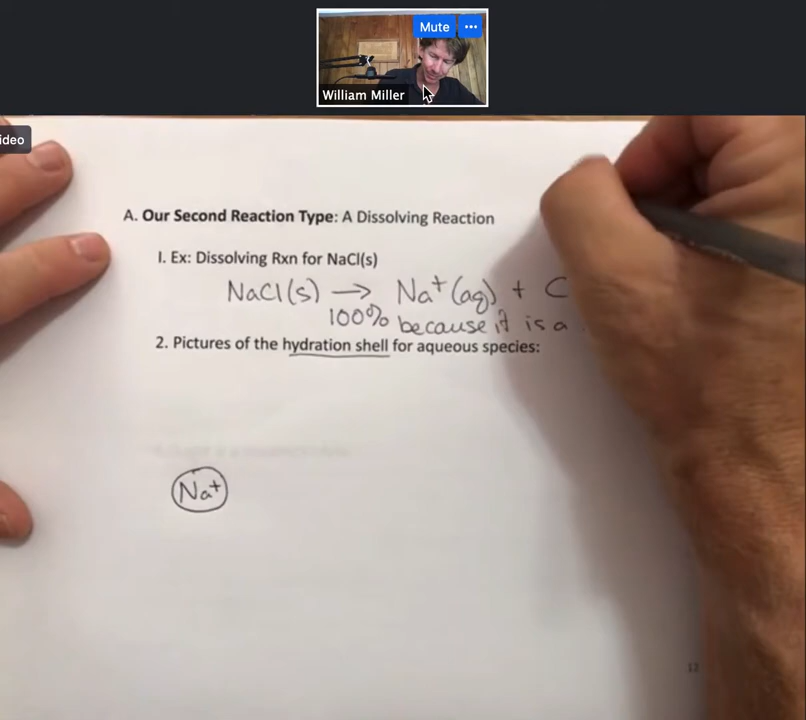 Mute
William Miller
ideo
A. Our Second Reaction Type: A Dissolving Reaction
1. Ex: Dissolving Rxn for NaCl(s)
NaCl(s) → Na⁺(aq) + C
100% because it is a
2. Pictures of the hydration shell for aqueous species:
Na⁺
12